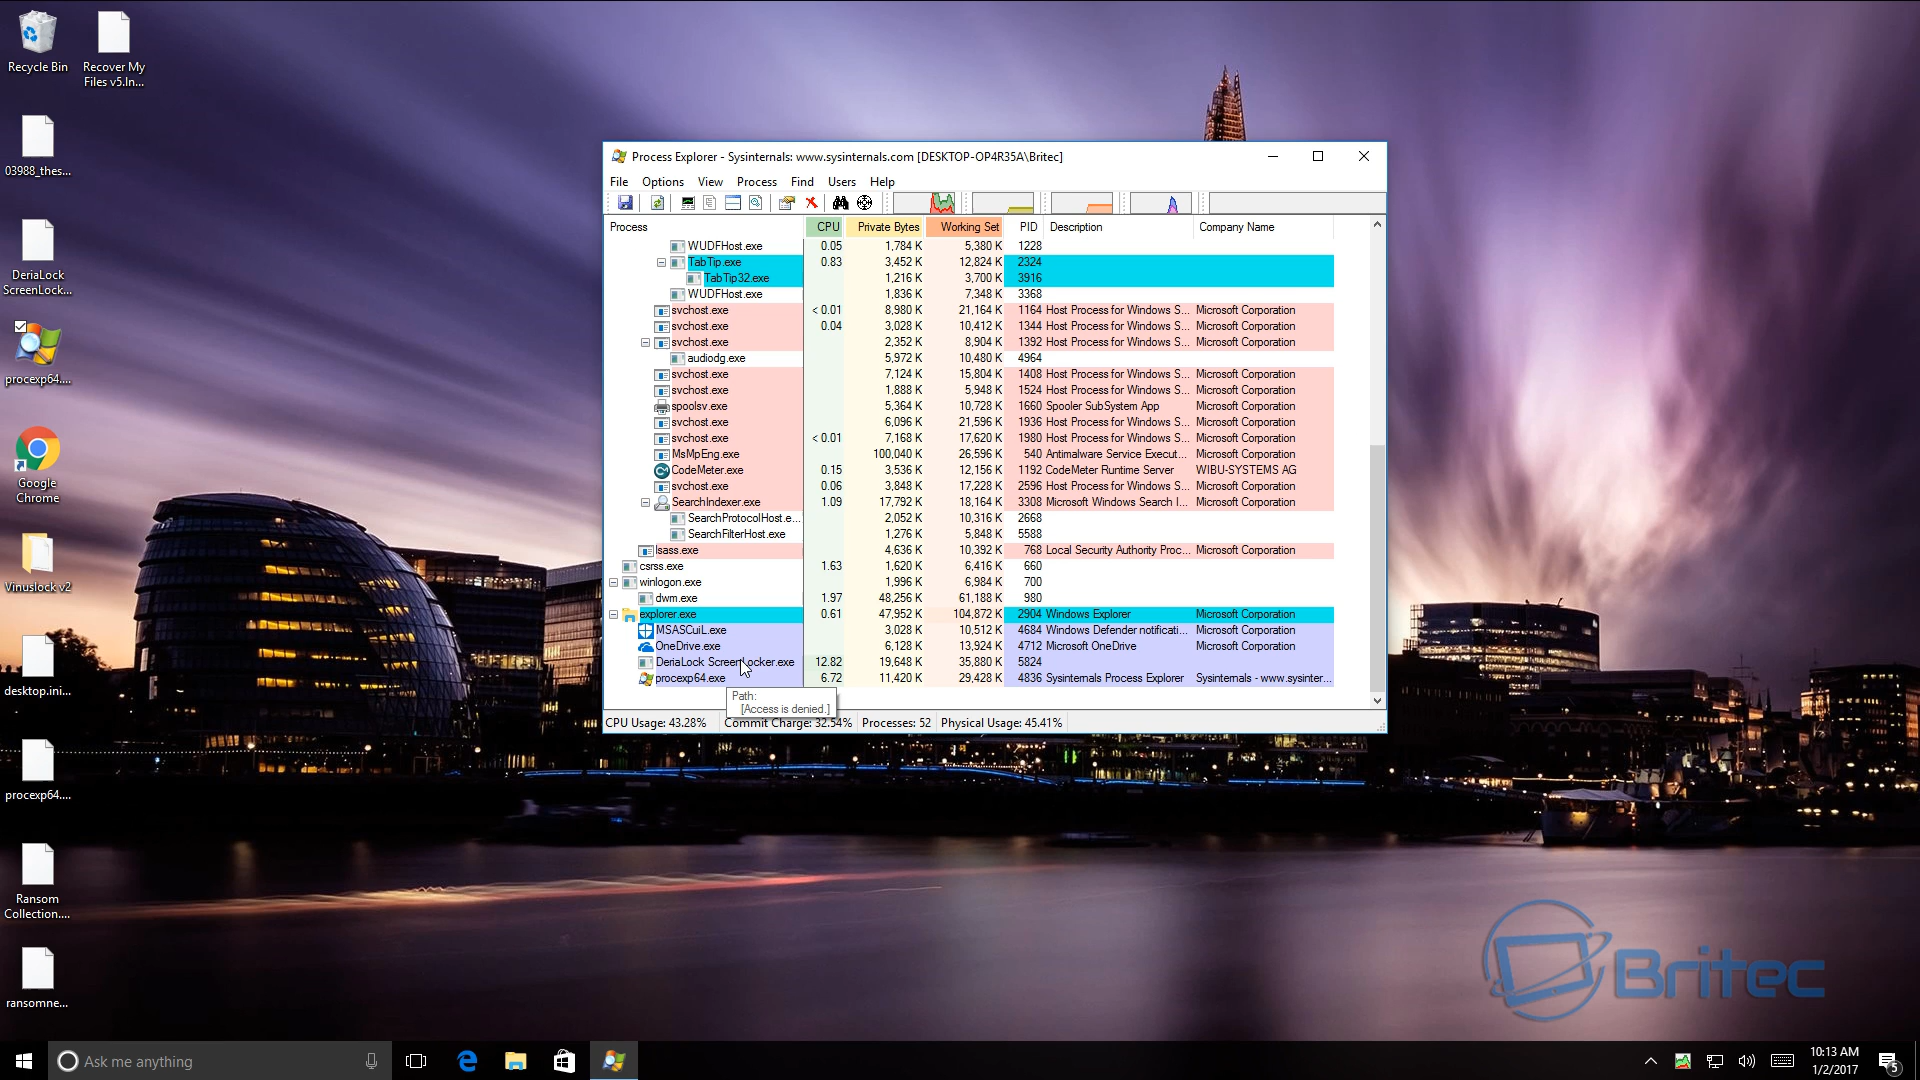 Recycle Bin
Recover My
Files v5.In...
03988_thes...
DeriaLock
ScreenLock...
procexp64....
Google
Chrome
Vinuslock v2
desktop.ini...
procexp64....
Ransom
Collection....
ransomne...
Process Explorer - Sysinternals: www.sysinternals.com [DESKTOP-OP4R35A\Britec]
File Options View Process Find Users Help
Process CPU Private Bytes Working Set PID Description Company Name
WUDFHost.exe 0.05 1,784 K 5,380 K 1228
TabTip.exe 0.83 3,452 K 12,824 K 2324
TabTip32.exe 1,216 K 3,700 K 3916
WUDFHost.exe 1,836 K 7,348 K 3368
svchost.exe < 0.01 8,980 K 21,164 K 1164 Host Process for Windows S... Microsoft Corporation
svchost.exe 0.04 3,028 K 10,412 K 1344 Host Process for Windows S... Microsoft Corporation
svchost.exe 2,352 K 8,904 K 1392 Host Process for Windows S... Microsoft Corporation
audiodg.exe 5,972 K 10,480 K 4964
svchost.exe 7,124 K 15,804 K 1408 Host Process for Windows S... Microsoft Corporation
svchost.exe 1,888 K 5,948 K 1524 Host Process for Windows S... Microsoft Corporation
spoolsv.exe 5,364 K 10,728 K 1660 Spooler SubSystem App Microsoft Corporation
svchost.exe 6,096 K 21,596 K 1936 Host Process for Windows S... Microsoft Corporation
svchost.exe < 0.01 7,168 K 17,620 K 1980 Host Process for Windows S... Microsoft Corporation
MsMpEng.exe 100,040 K 26,596 K 540 Antimalware Service Execut... Microsoft Corporation
CodeMeter.exe 0.15 3,536 K 12,156 K 1192 CodeMeter Runtime Server WIBU-SYSTEMS AG
svchost.exe 0.06 3,848 K 17,228 K 2596 Host Process for Windows S... Microsoft Corporation
SearchIndexer.exe 1.09 17,792 K 18,164 K 3308 Microsoft Windows Search I... Microsoft Corporation
SearchProtocolHost.e... 2,052 K 10,316 K 2668
SearchFilterHost.exe 1,276 K 5,848 K 5588
lsass.exe 4,636 K 10,392 K 768 Local Security Authority Proc... Microsoft Corporation
csrss.exe 1.63 1,620 K 6,416 K 660
winlogon.exe 1,996 K 6,984 K 700
dwm.exe 1.97 48,256 K 61,188 K 980
explorer.exe 0.61 47,952 K 104,872 K 2904 Windows Explorer Microsoft Corporation
MSASCuiL.exe 3,028 K 10,512 K 4684 Windows Defender notificati... Microsoft Corporation
OneDrive.exe 6,128 K 13,924 K 4712 Microsoft OneDrive Microsoft Corporation
DeriaLock ScreenLocker.exe 12.82 19,648 K 35,880 K 5824
procexp64.exe 6.72 11,420 K 29,428 K 4836 Sysinternals Process Explorer Sysinternals - www.sysinter...
Path:
[Access is denied.]
CPU Usage: 43.28% Commit Charge: 32.54% Processes: 52 Physical Usage: 45.41%
Britec
Ask me anything
10:13 AM
1/2/2017
5